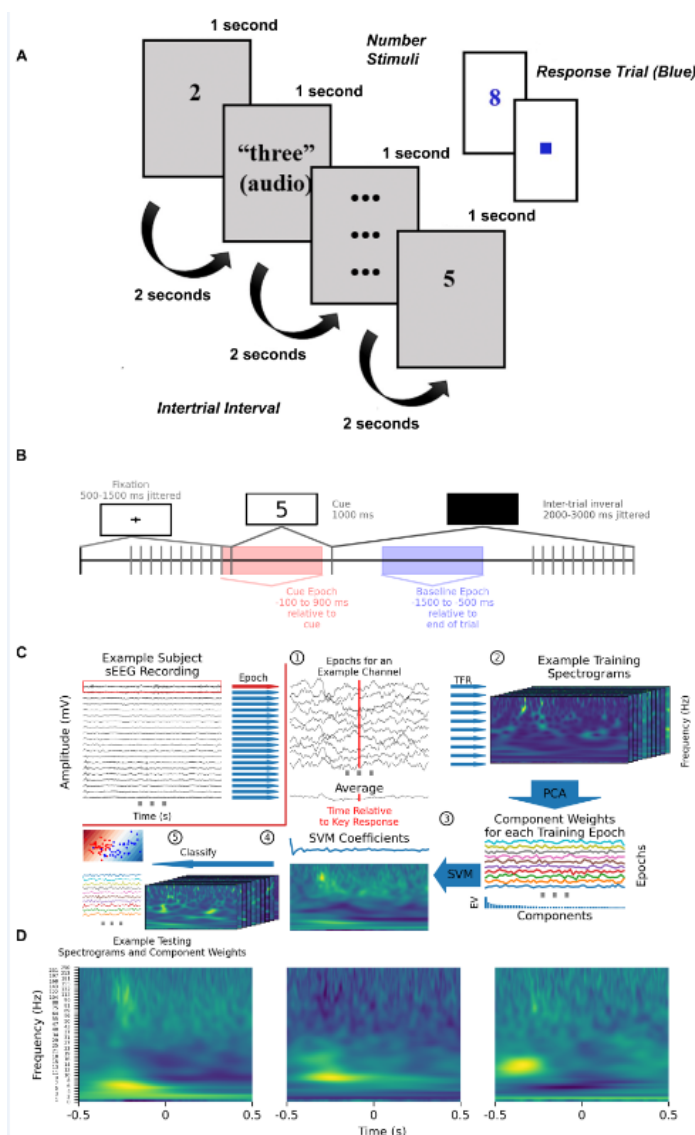 A
1 second
Number
Stimuli
2
1 second
Response Trial (Blue)
8
"three"
(audio)
1 second
1 second
5
2 seconds
2 seconds
2 seconds
Intertrial Interval
B
Fixation
500-1500 ms jittered
5
Cue
1000 ms
Inter-trial inveral
2000-3000 ms jittered
Cue Epoch
-100 to 900 ms
relative to
cue
Baseline Epoch
-1500 to -500 ms
relative to
end of trial
C
Example Subject
sEEG Recording
Amplitude (mV)
Time (s)
Epoch
①
Epochs for an
Example Channel
Average
Time Relative
to Key Response
TFR
②
Example Training
Spectrograms
Frequency (Hz)
PCA
③
Component Weights
for each Training Epoch
Epochs
EV
Components
SVM
SVM Coefficients
④
Classify
⑤
Example Testing
Spectrograms and Component Weights
D
Frequency (Hz)
-0.5
0
0.5
-0.5
0
0.5
-0.5
0
0.5
Time (s)